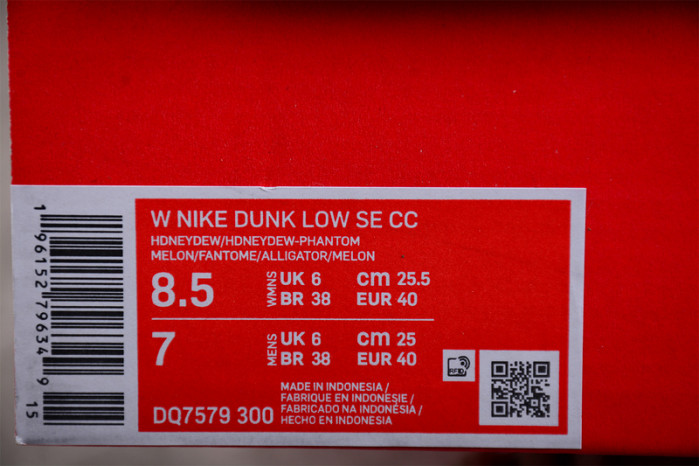 W NIKE DUNK LOW SE CC
HDNEYDEW/HDNEYDEW-PHANTOM
MELON/FANTOME/ALLIGATOR/MELON
8.5 WMNS UK 6 cm 25.5
BR 38 EUR 40
7 MENS UK 6 cm 25
BR 38 EUR 40
MADE IN INDONESIA /
FABRIQUE EN INDONESIE /
FABRICADO NA INDONÉSIA /
HECHO EN INDONESIA
DQ7579 300
RFID
1 96152 79634 9 15